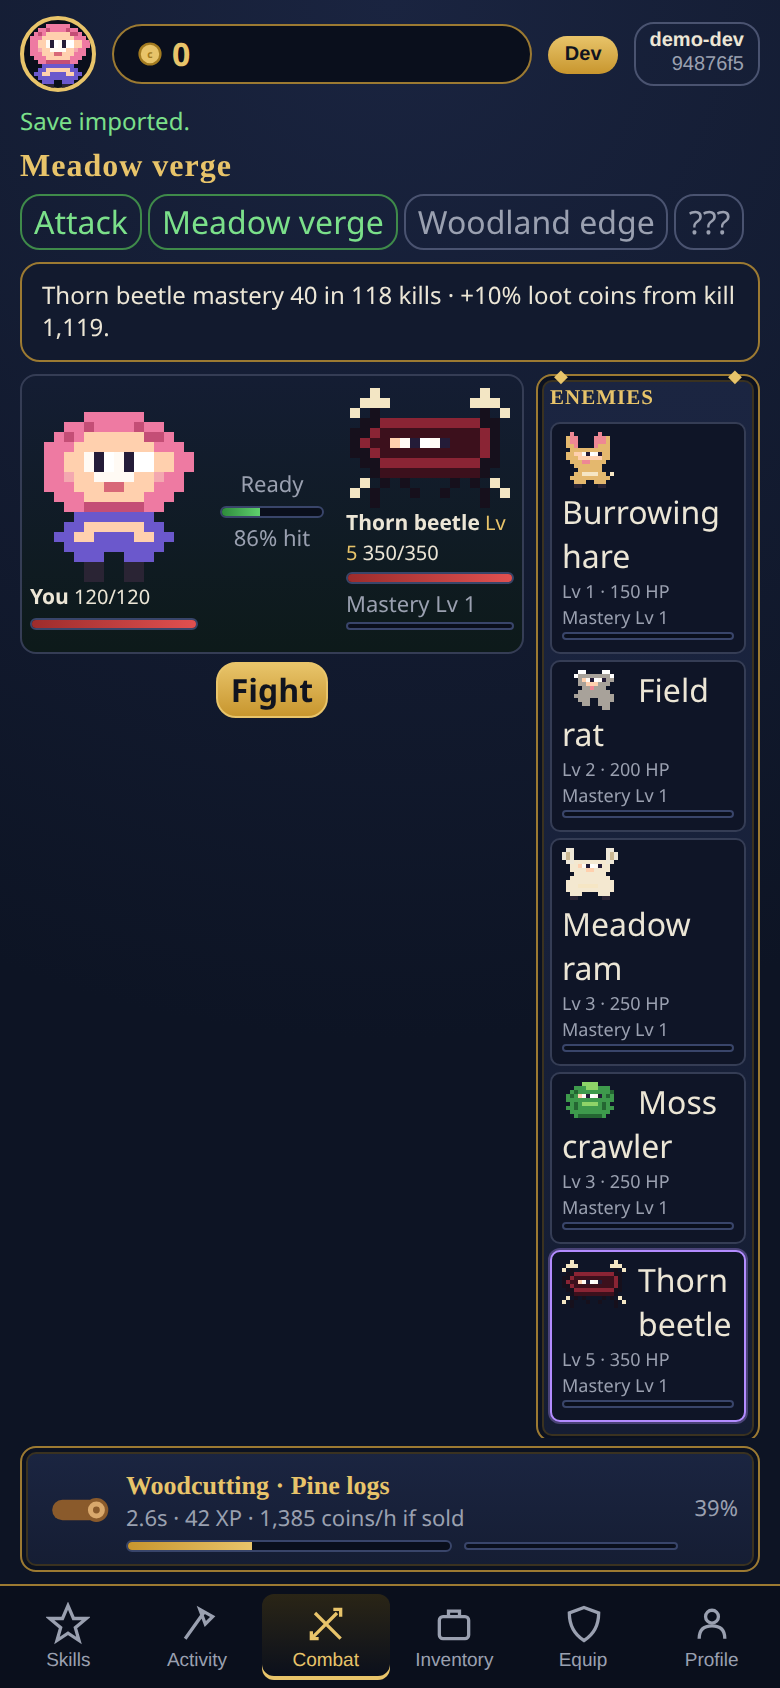 0
Dev
demo-dev
94876f5
Save imported.
Meadow verge
Attack
Meadow verge
Woodland edge
???
Thorn beetle mastery 40 in 118 kills · +10% loot coins from kill
1,119.
Ready
86% hit
You 120/120
Thorn beetle Lv
5 350/350
Mastery Lv 1
Fight
ENEMIES
Burrowing
hare
Lv 1 · 150 HP
Mastery Lv 1
Field
rat
Lv 2 · 200 HP
Mastery Lv 1
Meadow
ram
Lv 3 · 250 HP
Mastery Lv 1
Moss
crawler
Lv 3 · 250 HP
Mastery Lv 1
Thorn
beetle
Lv 5 · 350 HP
Mastery Lv 1
Woodcutting · Pine logs
2.6s · 42 XP · 1,385 coins/h if sold
39%
Skills
Activity
Combat
Inventory
Equip
Profile